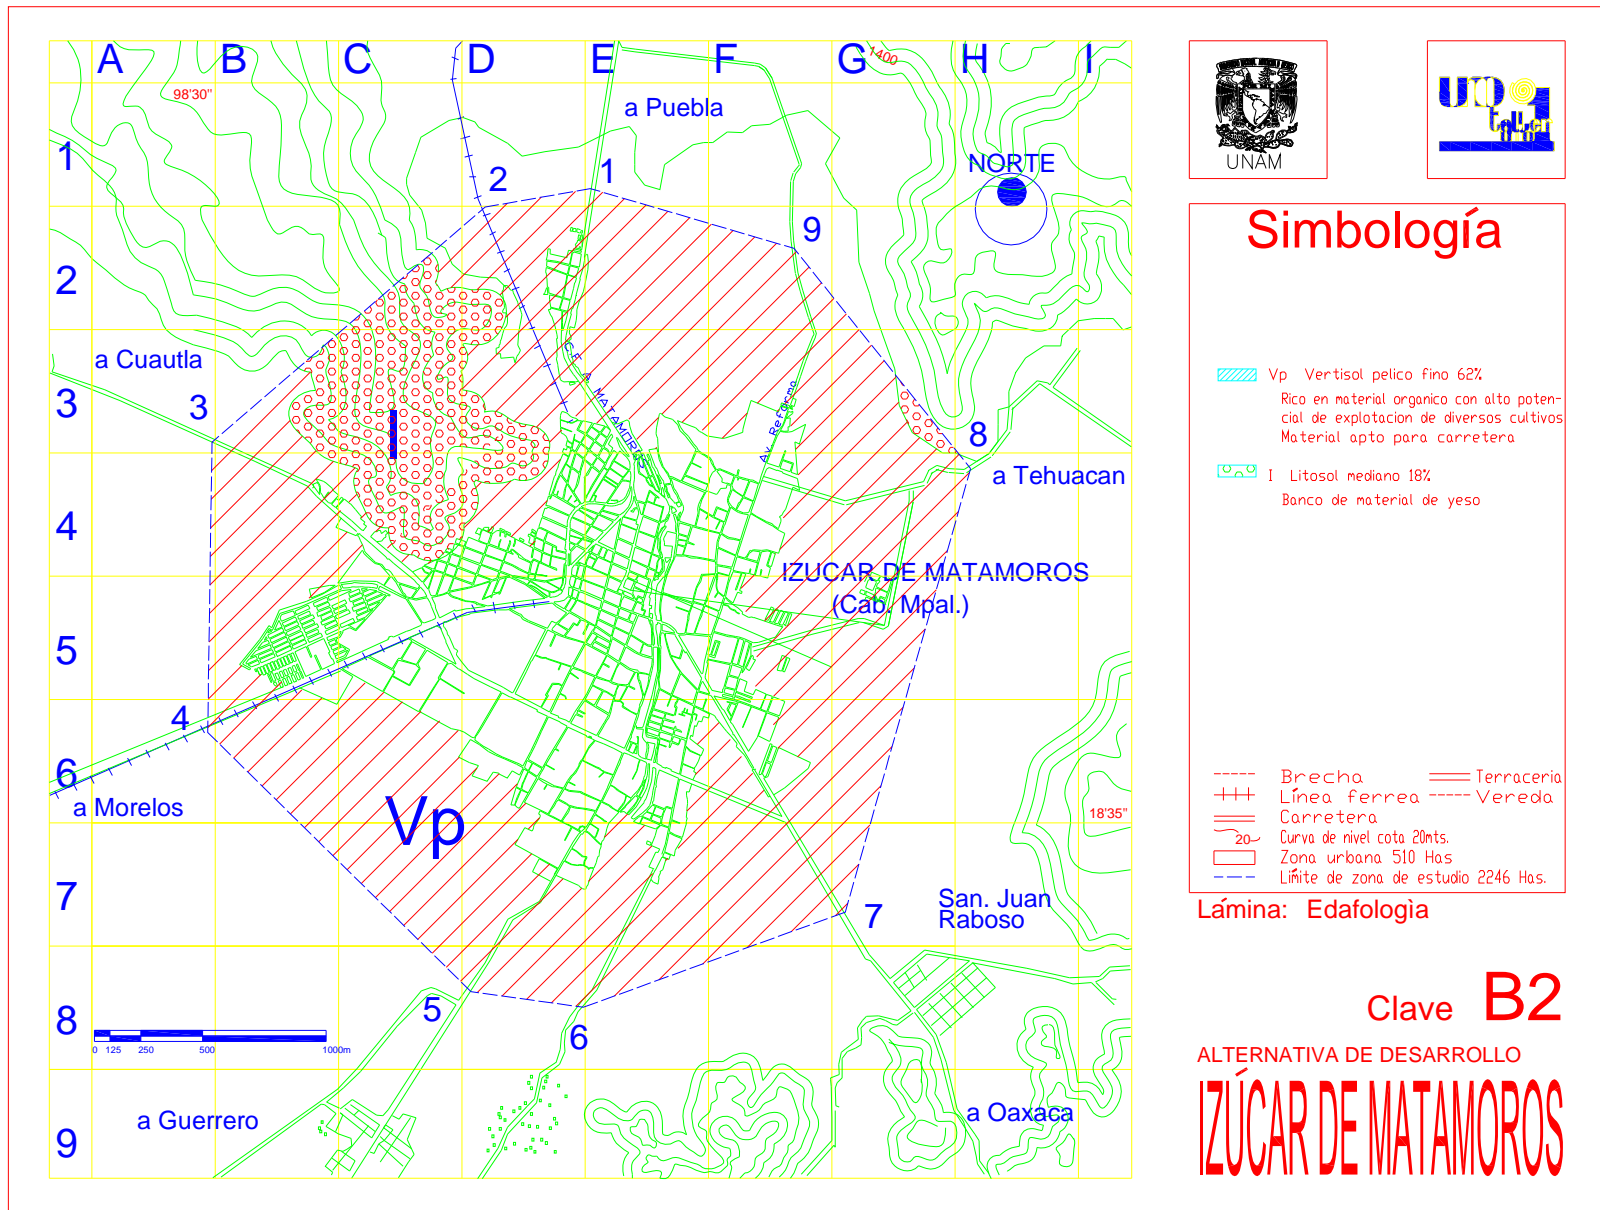 A B C D E F G H I
1400
98'30"
a Puebla
1
NORTE
2 1
9
2
a Cuautla
C.F. A MATAMOROS
3
3
Av. Reforma
8
I
a Tehuacan
4
IZUCAR DE MATAMOROS
(Cab. Mpal.)
5
4
6
a Morelos
Vp
18'35"
7
San. Juan
Raboso
7
5
8
6
0 125 250 500 1000m
a Guerrero
a Oaxaca
9
UNAM
UNO
taller
Simbología
Vp Vertisol pelico fino 62%
Rico en material organico con alto poten-
cial de explotacion de diversos cultivos
Material apto para carretera
I Litosol mediano 18%
Banco de material de yeso
Brecha
Terraceria
Línea ferrea
Vereda
Carretera
20
Curva de nivel cota 20mts.
Zona urbana 510 Has
Límite de zona de estudio 2246 Has.
Lámina: Edafologìa
Clave B2
ALTERNATIVA DE DESARROLLO
IZÚCAR DE MATAMOROS